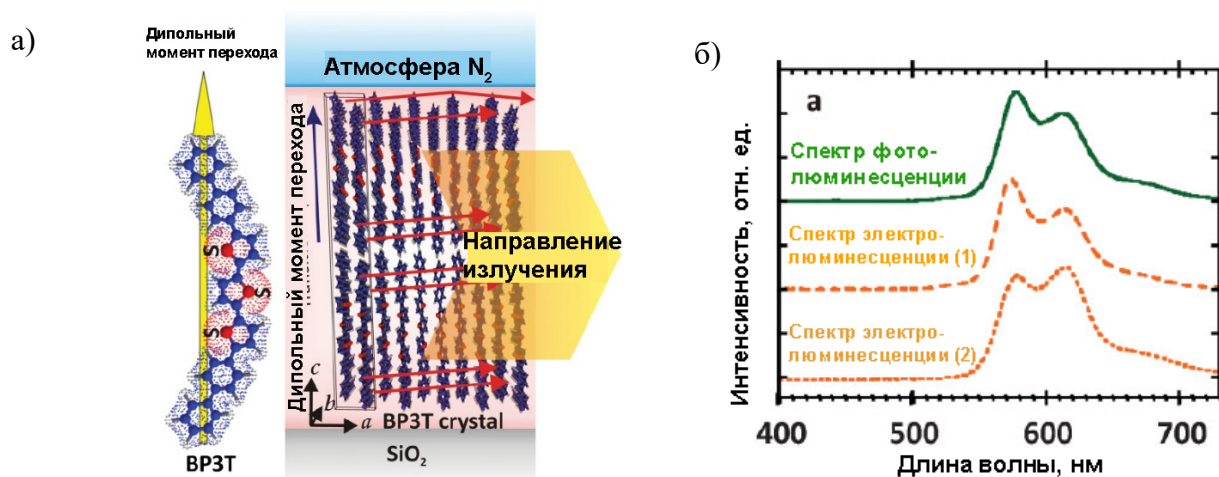 а)
Дипольный
момент перехода
S
S
S
BP3T
Атмосфера N2
Дипольный момент перехода
Направление
излучения
c
b
a
BP3T crystal
SiO2
б)
a
Интенсивность, отн. ед.
Спектр фото-
люминесценции
Спектр электро-
люминесценции (1)
Спектр электро-
люминесценции (2)
400
500
600
700
Длина волны, нм